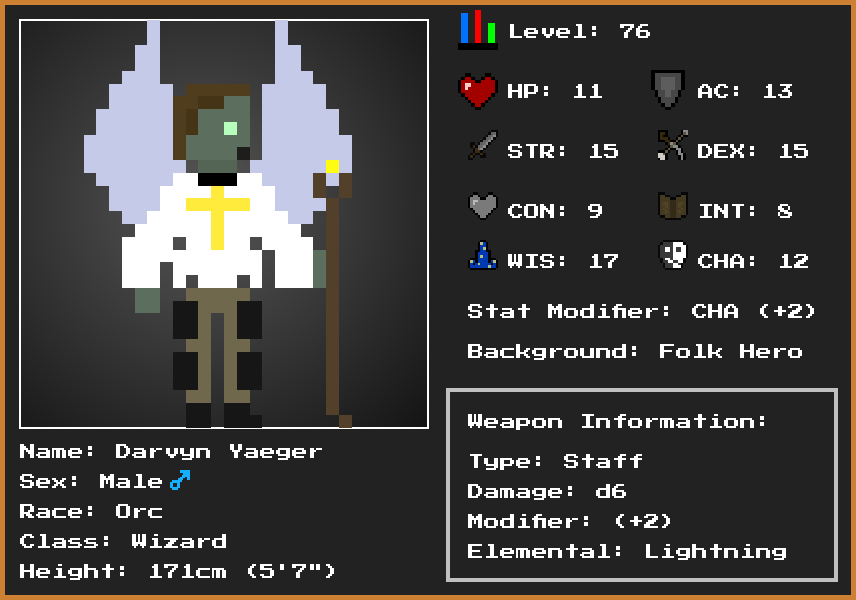 Level: 76
HP: 11 AC: 13
STR: 15 DEX: 15
CON: 9 INT: 8
WIS: 17 CHA: 12
Stat Modifier: CHA (+2)
Background: Folk Hero
Weapon Information:
Type: Staff
Damage: d6
Modifier: (+2)
Elemental: Lightning
Name: Darvyn Yaeger
Sex: Male ♂
Race: Orc
Class: Wizard
Height: 171cm (5'7")